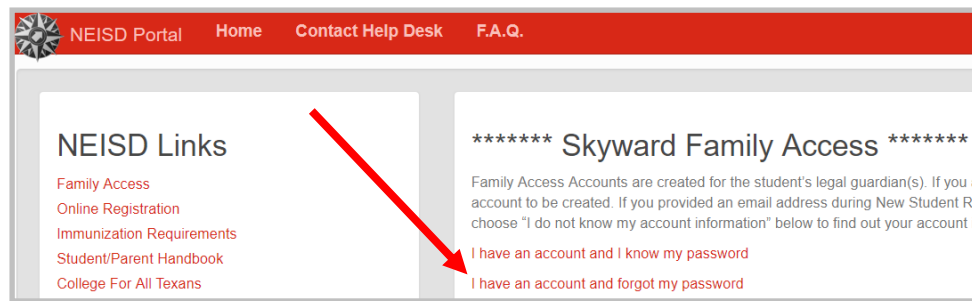 NEISD Portal Home Contact Help Desk F.A.Q.
NEISD Links
Family Access
Online Registration
Immunization Requirements
Student/Parent Handbook
College For All Texans
******* Skyward Family Access *******
Family Access Accounts are created for the student's legal guardian(s). If you
account to be created. If you provided an email address during New Student R
choose "I do not know my account information" below to find out your account
I have an account and I know my password
I have an account and forgot my password